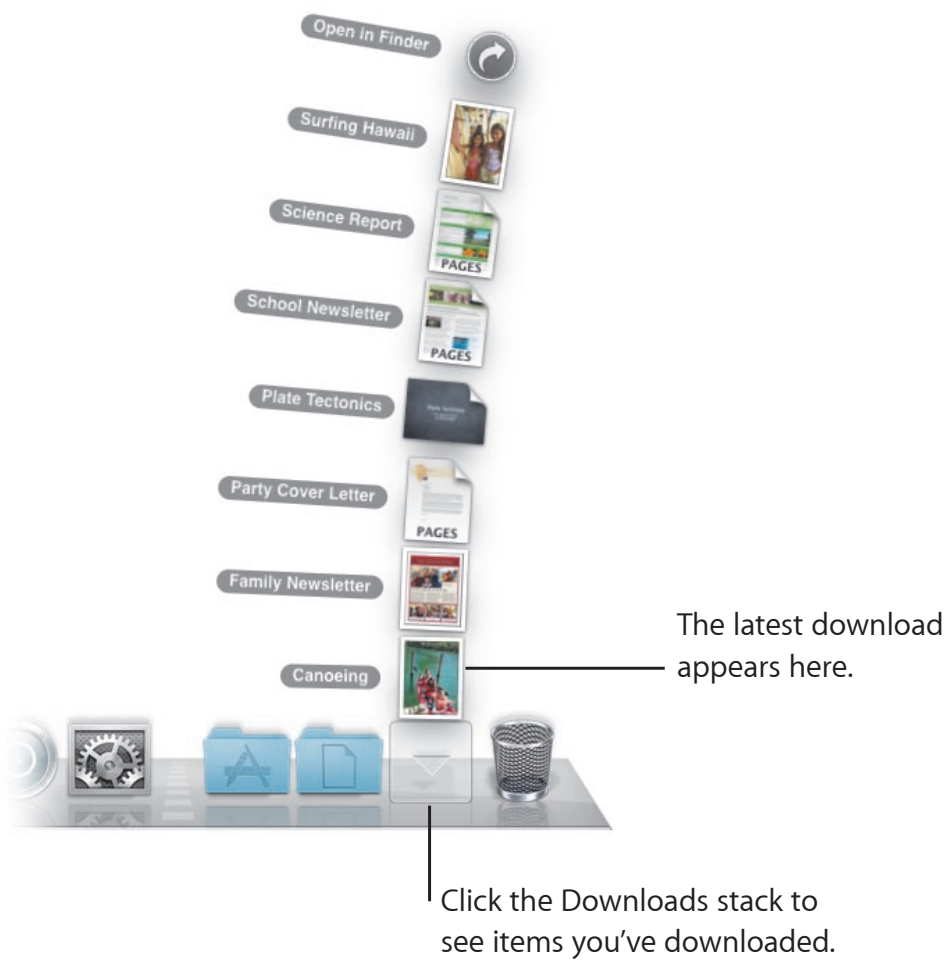 Open in Finder
Surfing Hawaii
Science Report
PAGES
School Newsletter
PAGES
Plate Tectonics
Party Cover Letter
PAGES
Family Newsletter
Canoeing
The latest download
appears here.
Click the Downloads stack to
see items you've downloaded.